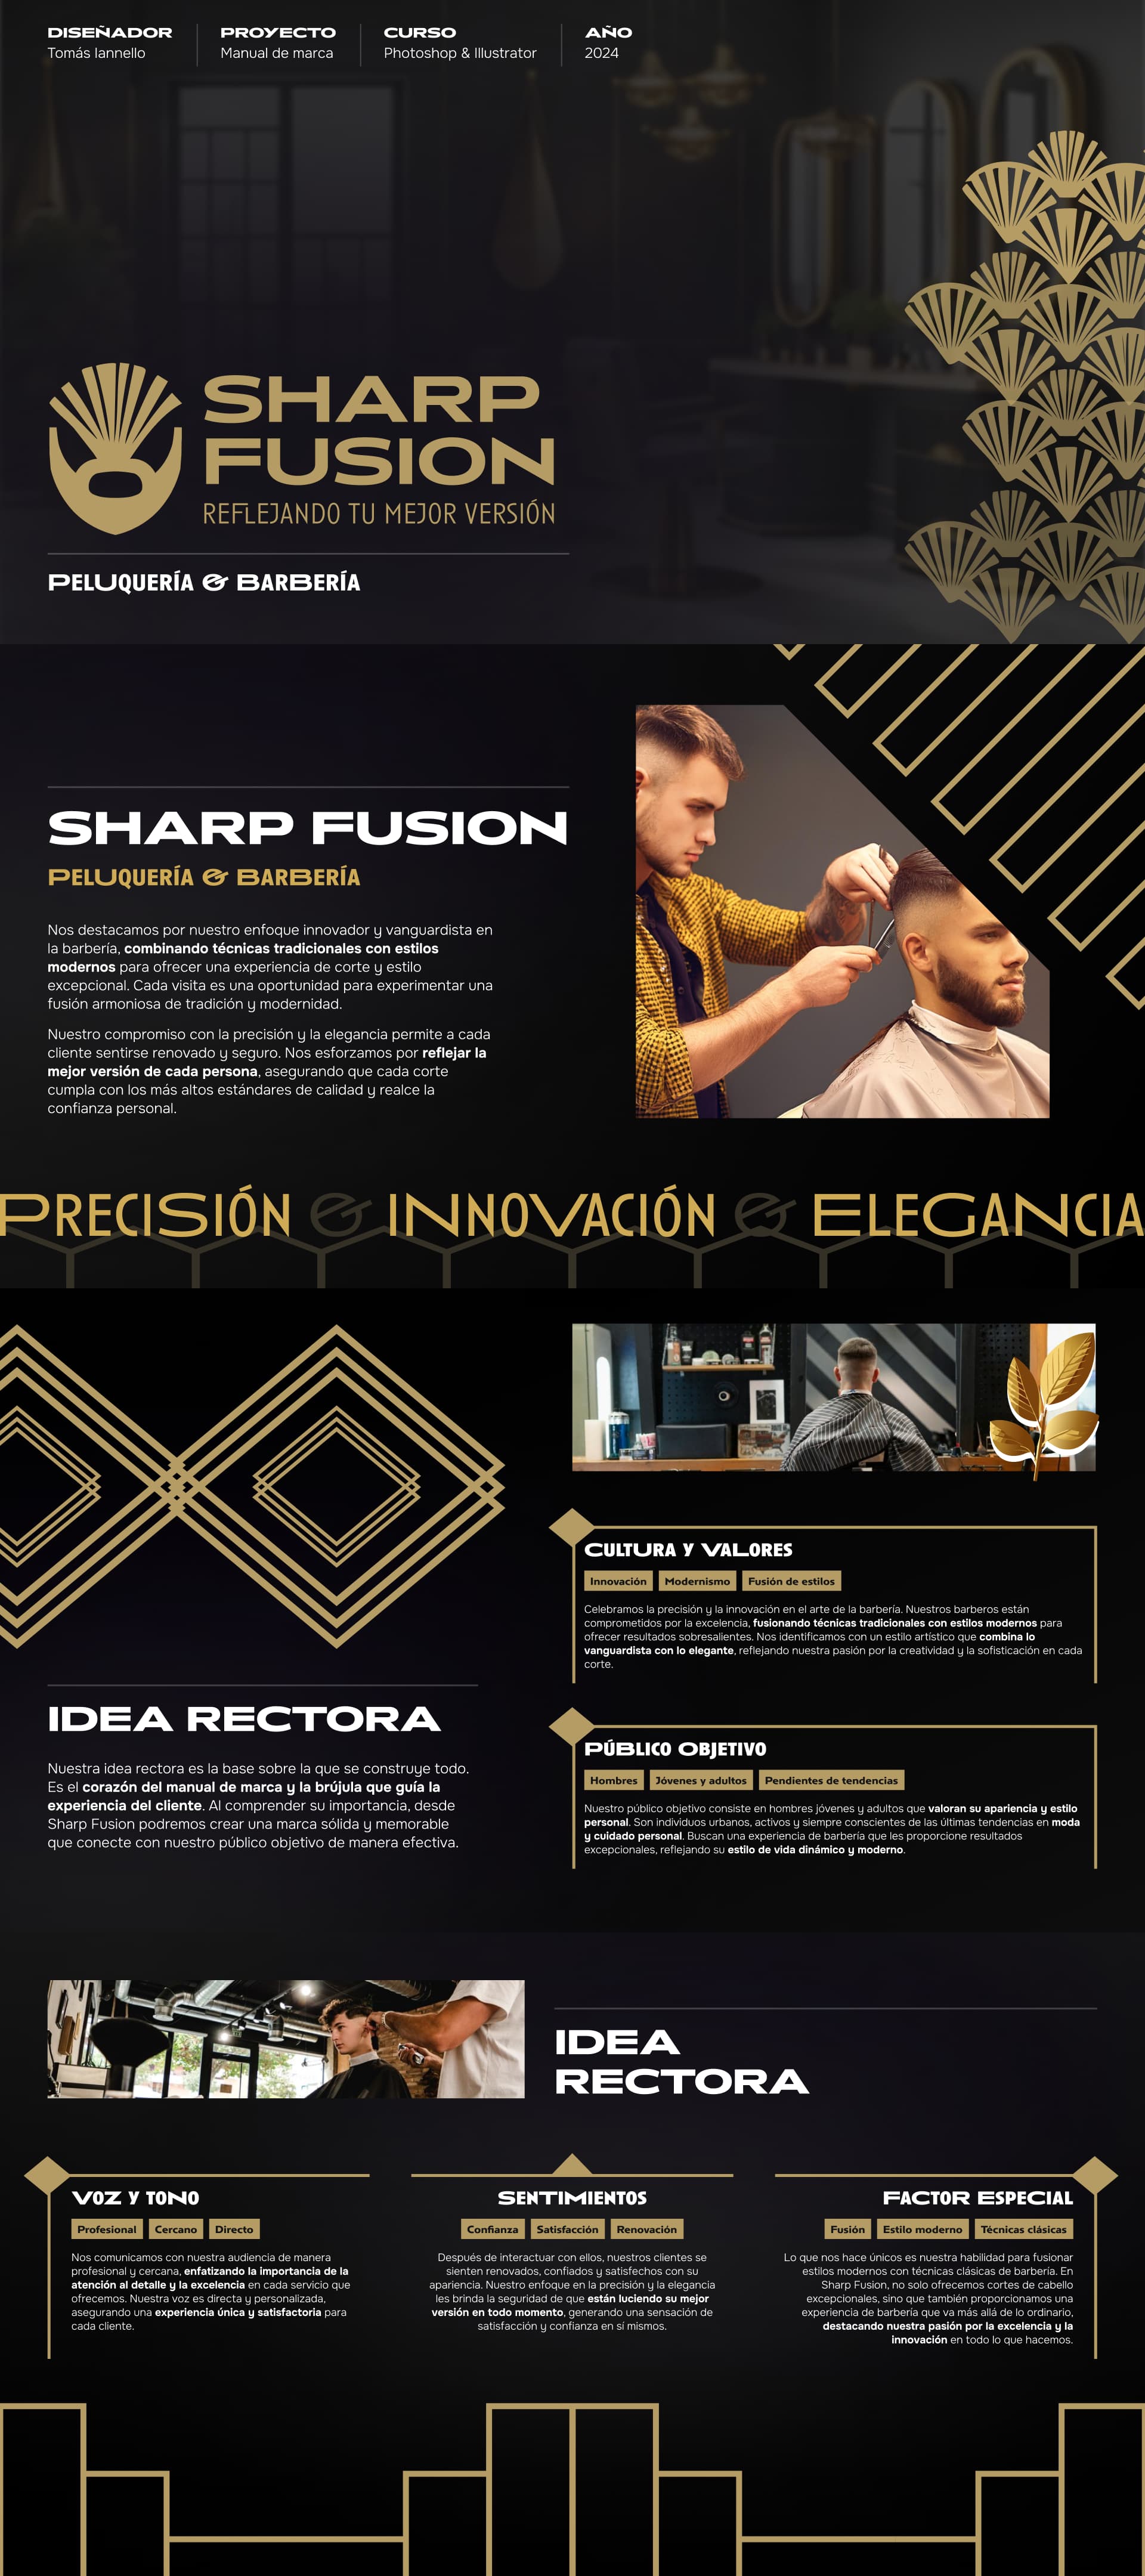 DISEÑADOR
Tomás Iannello
PROYECTO
Manual de marca
CURSO
Photoshop & Illustrator
AÑO
2024
SHARP
FUSION
REFLEJANDO TU MEJOR VERSIÓN
PELUQUERÍA & BARBERÍA
SHARP FUSION
PELUQUERÍA & BARBERÍA
Nos destacamos por nuestro enfoque innovador y vanguardista en
la barbería, combinando técnicas tradicionales con estilos
modernos para ofrecer una experiencia de corte y estilo
excepcional. Cada visita es una oportunidad para experimentar una
fusión armoniosa de tradición y modernidad.
Nuestro compromiso con la precisión y la elegancia permite a cada
cliente sentirse renovado y seguro. Nos esforzamos por reflejar la
mejor versión de cada persona, asegurando que cada corte
cumpla con los más altos estándares de calidad y realce la
confianza personal.
PRECISIÓN & INNOVACIÓN & ELEGANCIA
IDEA RECTORA
Nuestra idea rectora es la base sobre la que se construye todo.
Es el corazón del manual de marca y la brújula que guía la
experiencia del cliente. Al comprender su importancia, desde
Sharp Fusion podremos crear una marca sólida y memorable
que conecte con nuestro público objetivo de manera efectiva.
CULTURA Y VALORES
Innovación Modernismo Fusión de estilos
Celebramos la precisión y la innovación en el arte de la barbería. Nuestros barberos están
comprometidos por la excelencia, fusionando técnicas tradicionales con estilos modernos para
ofrecer resultados sobresalientes. Nos identificamos con un estilo artístico que combina lo
vanguardista con lo elegante, reflejando nuestra pasión por la creatividad y la sofisticación en cada
corte.
PÚBLICO OBJETIVO
Hombres Jóvenes y adultos Pendientes de tendencias
Nuestro público objetivo consiste en hombres jóvenes y adultos que valoran su apariencia y estilo
personal. Son individuos urbanos, activos y siempre conscientes de las últimas tendencias en moda
y cuidado personal. Buscan una experiencia de barbería que les proporcione resultados
excepcionales, reflejando su estilo de vida dinámico y moderno.
IDEA
RECTORA
VOZ Y TONO
Profesional Cercano Directo
Nos comunicamos con nuestra audiencia de manera
profesional y cercana, enfatizando la importancia de la
atención al detalle y la excelencia en cada servicio que
ofrecemos. Nuestra voz es directa y personalizada,
asegurando una experiencia única y satisfactoria para
cada cliente.
SENTIMIENTOS
Confianza Satisfacción Renovación
Después de interactuar con ellos, nuestros clientes se
sienten renovados, confiados y satisfechos con su
apariencia. Nuestro enfoque en la precisión y la elegancia
les brinda la seguridad de que están luciendo su mejor
versión en todo momento, generando una sensación de
satisfacción y confianza en sí mismos.
FACTOR ESPECIAL
Fusión Estilo moderno Técnicas clásicas
Lo que nos hace únicos es nuestra habilidad para fusionar
estilos modernos con técnicas clásicas de barbería. En
Sharp Fusion, no solo ofrecemos cortes de cabello
excepcionales, sino que también proporcionamos una
experiencia de barbería que va más allá de lo ordinario,
destacando nuestra pasión por la excelencia y la
innovación en todo lo que hacemos.